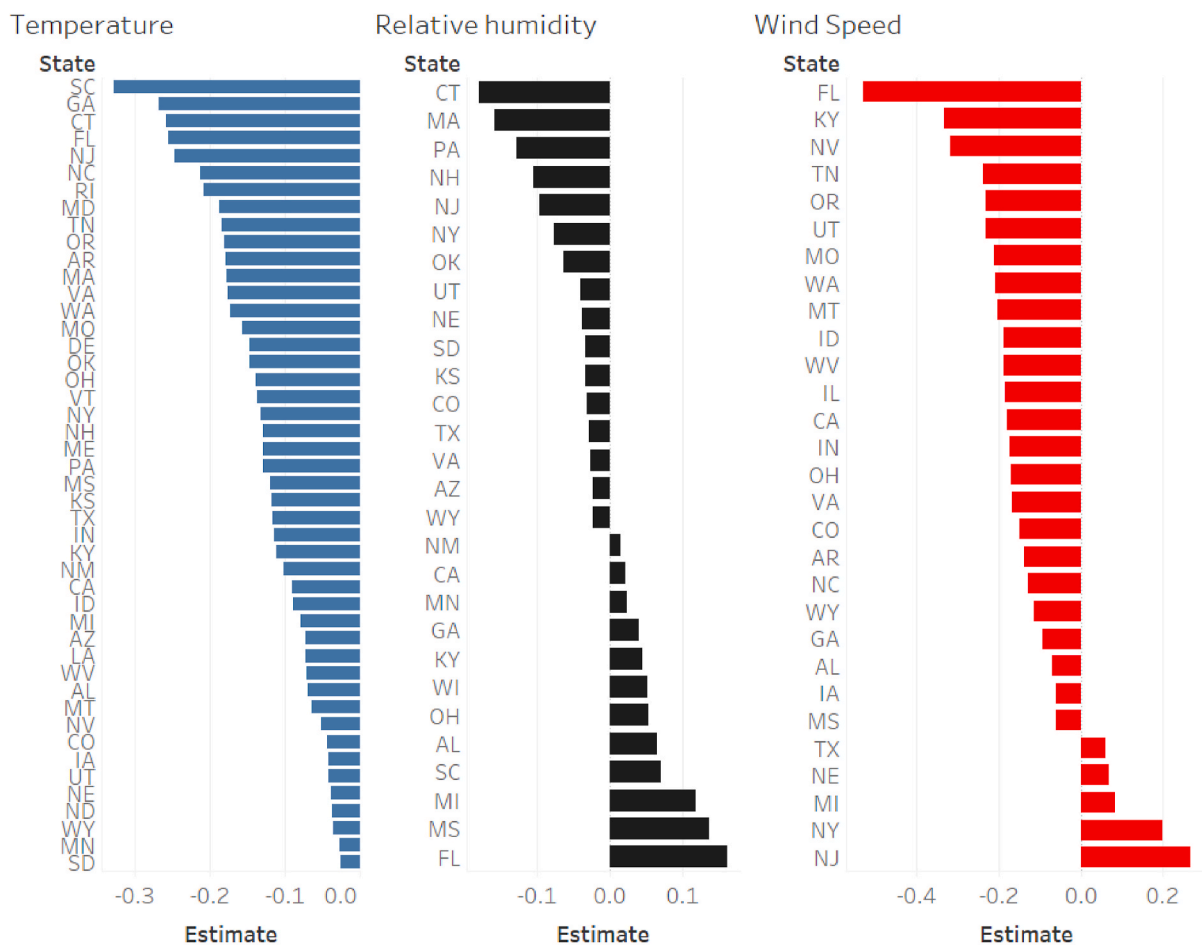 Temperature
State
SC
GA
CT
FL
NJ
NC
RI
MD
TN
OR
AR
MA
VA
WA
MO
DE
OK
OH
VT
NY
NH
ME
PA
MS
KS
TX
IN
KY
NM
CA
ID
MI
AZ
LA
WV
AL
MT
NV
CO
IA
UT
NE
ND
WY
MN
SD
-0.3 -0.2 -0.1 0.0
Estimate
Relative humidity
State
CT
MA
PA
NH
NJ
NY
OK
UT
NE
SD
KS
CO
TX
VA
AZ
WY
NM
CA
MN
GA
KY
WI
OH
AL
SC
MI
MS
FL
-0.1 0.0 0.1
Estimate
Wind Speed
State
FL
KY
NV
TN
OR
UT
MO
WA
MT
ID
WV
IL
CA
IN
OH
VA
CO
AR
NC
WY
GA
AL
IA
MS
TX
NE
MI
NY
NJ
-0.4 -0.2 0.0 0.2
Estimate